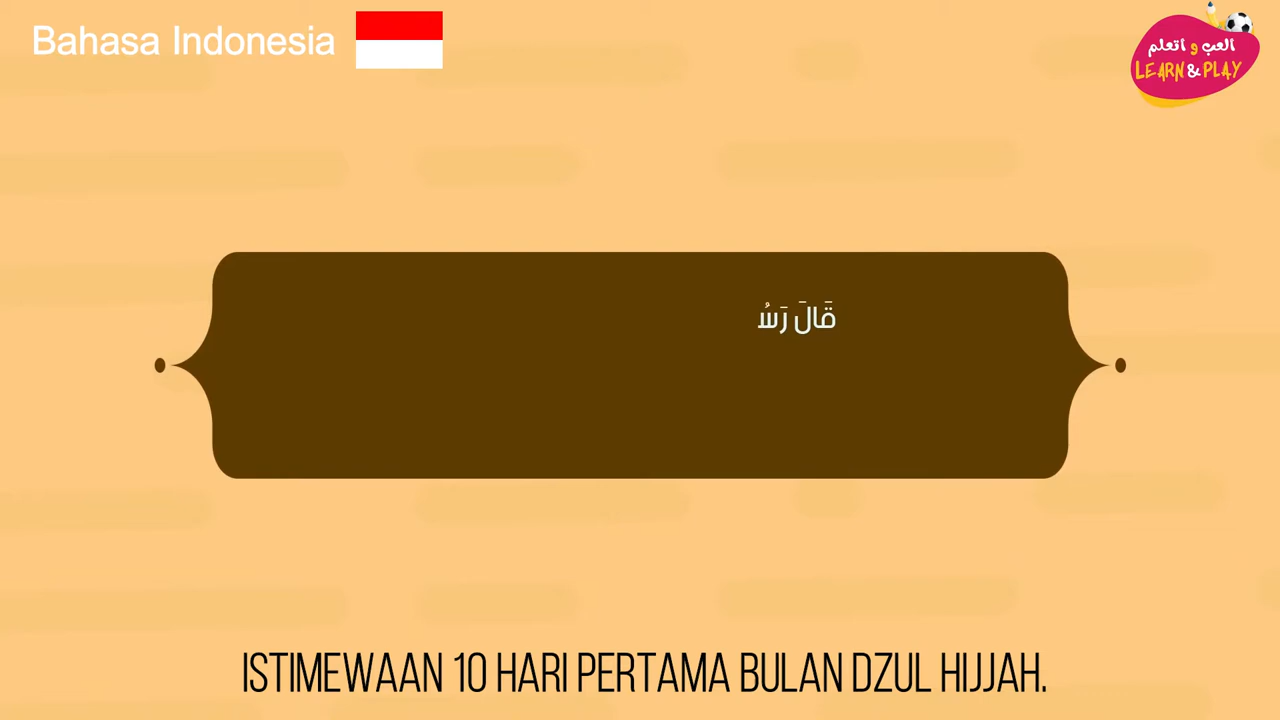 Bahasa Indonesia
العب و اتعلم
LEARN & PLAY
قَالَ رَسُ
ISTIMEWAAN 10 HARI PERTAMA BULAN DZUL HIJJAH.